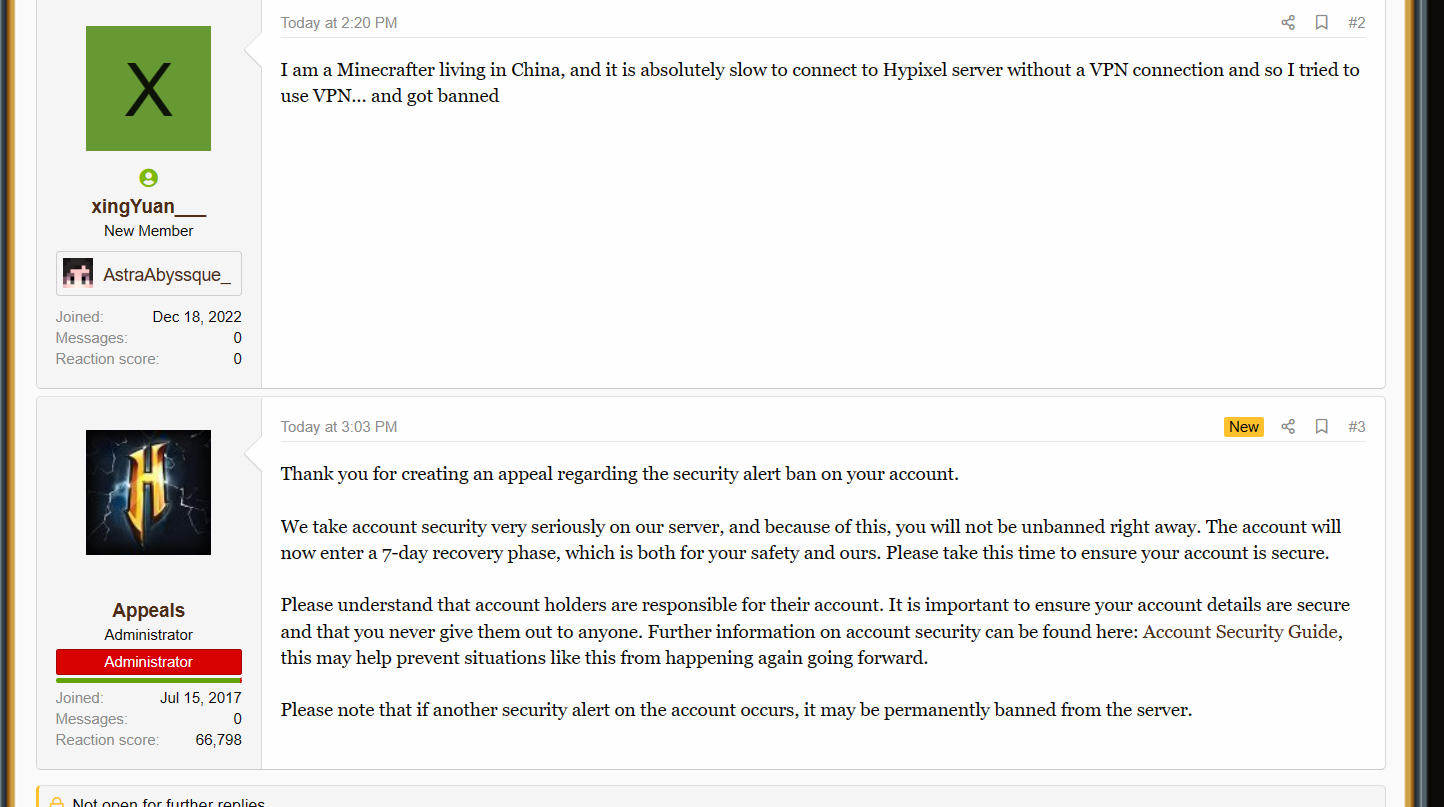 Today at 2:20 PM
#2
X
I am a Minecrafter living in China, and it is absolutely slow to connect to Hypixel server without a VPN connection and so I tried to
use VPN... and got banned
xingYuan___
New Member
AstraAbyssque_
Joined: Dec 18, 2022
Messages: 0
Reaction score: 0
Today at 3:03 PM
New
#3
H
Thank you for creating an appeal regarding the security alert ban on your account.
We take account security very seriously on our server, and because of this, you will not be unbanned right away. The account will
now enter a 7-day recovery phase, which is both for your safety and ours. Please take this time to ensure your account is secure.
Appeals
Administrator
Administrator
Joined: Jul 15, 2017
Messages: 0
Reaction score: 66,798
Please understand that account holders are responsible for their account. It is important to ensure your account details are secure
and that you never give them out to anyone. Further information on account security can be found here: Account Security Guide,
this may help prevent situations like this from happening again going forward.
Please note that if another security alert on the account occurs, it may be permanently banned from the server.
Not open for further replies.